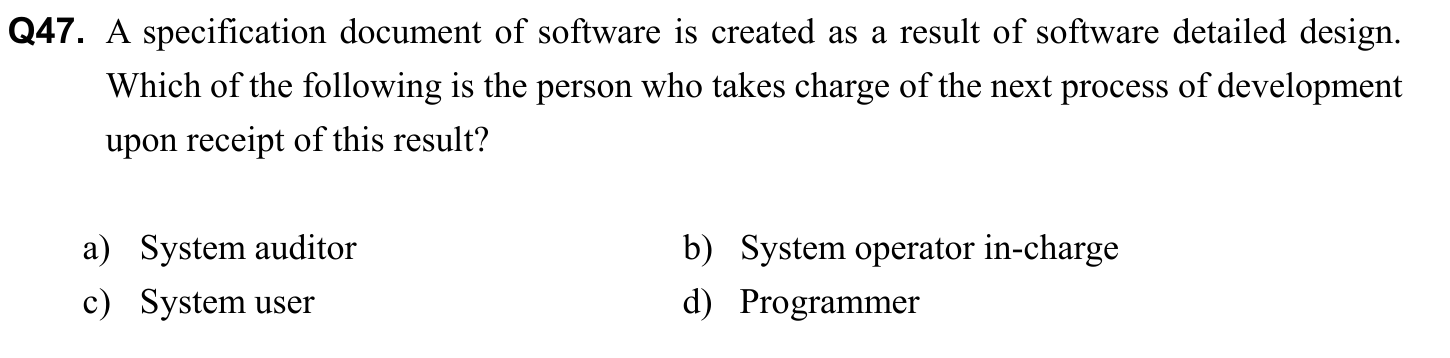 Q47. A specification document of software is created as a result of software detailed design.
Which of the following is the person who takes charge of the next process of development
upon receipt of this result?
a) System auditor b) System operator in-charge
c) System user d) Programmer